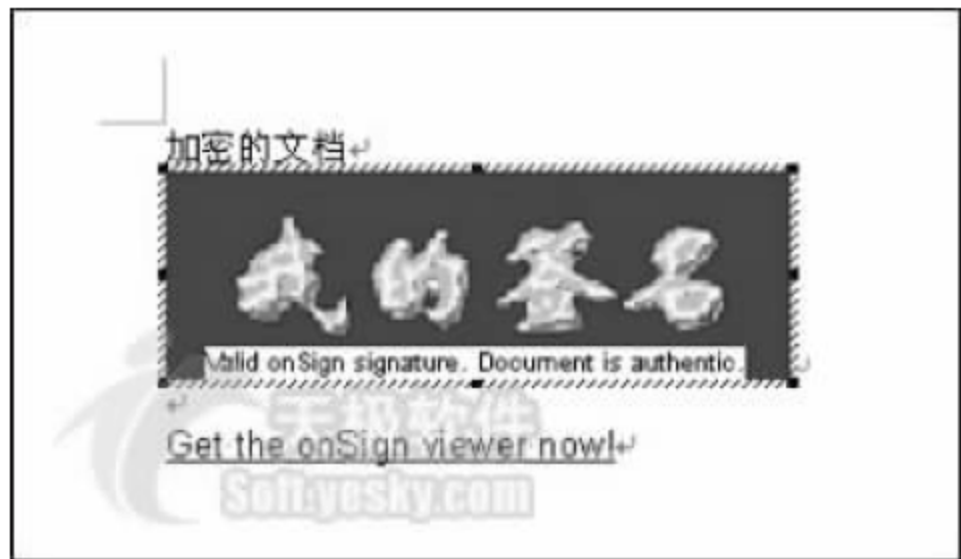 加密的文档
我的签名
Valid onSign signature. Document is authentic.
天极软件
Get the onSign viewer now!
Soft.yesky.com